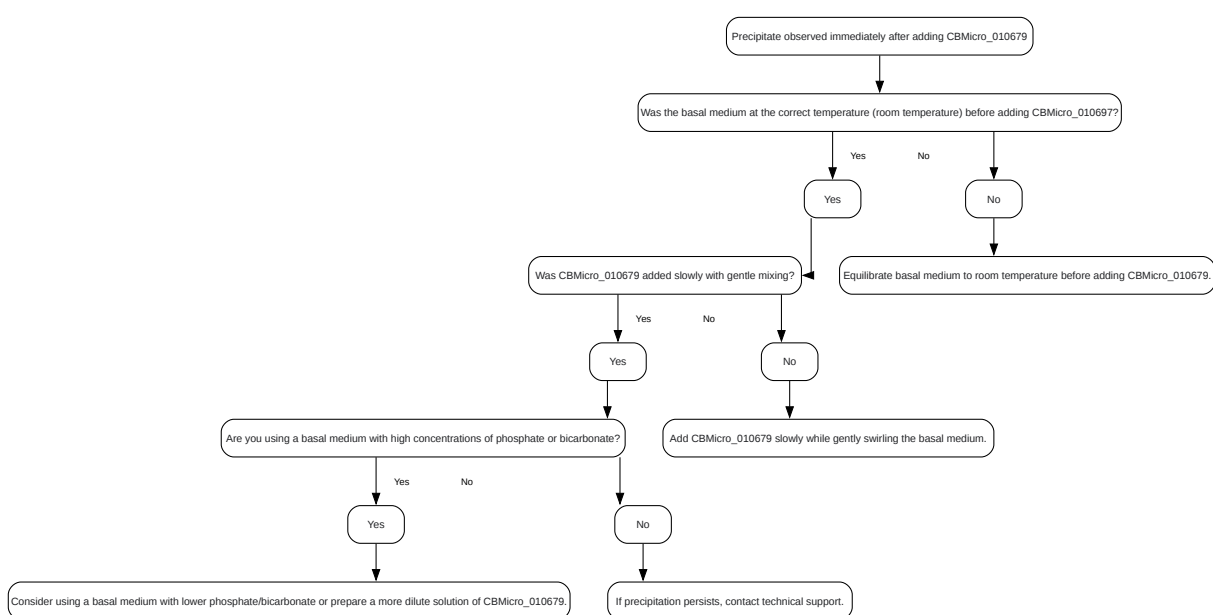 Precipitate observed immediately after adding CBMicro_010679
Was the basal medium at the correct temperature (room temperature) before adding CBMicro_010697?
Yes
No
Yes
No
Was CBMicro_010679 added slowly with gentle mixing?
Equilibrate basal medium to room temperature before adding CBMicro_010679.
Yes
No
Yes
No
Are you using a basal medium with high concentrations of phosphate or bicarbonate?
Add CBMicro_010679 slowly while gently swirling the basal medium.
Yes
No
Yes
No
Consider using a basal medium with lower phosphate/bicarbonate or prepare a more dilute solution of CBMicro_010679.
If precipitation persists, contact technical support.